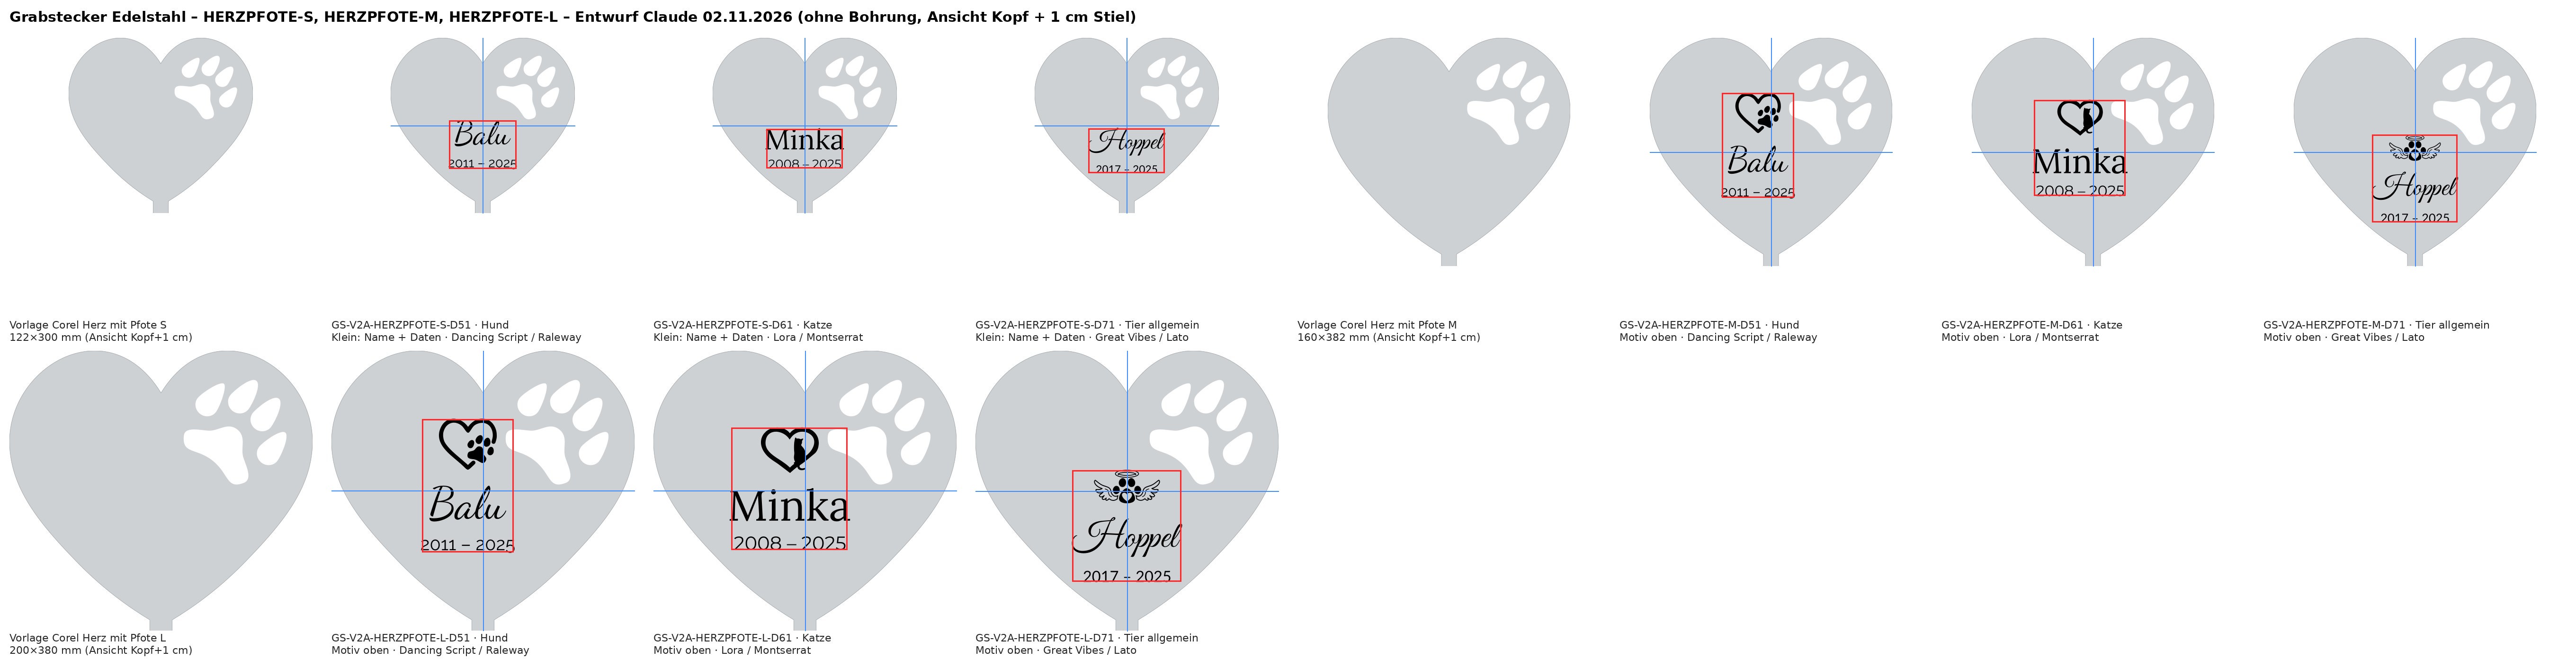 Grabstecker Edelstahl – HERZPFOTE-S, HERZPFOTE-M, HERZPFOTE-L – Entwurf Claude 02.11.2026 (ohne Bohrung, Ansicht Kopf + 1 cm Stiel)
Balu
2011 – 2025
Minka
2008 – 2025
Hoppel
2017 – 2025
Balu
2011 – 2025
Minka
2008 – 2025
Hoppel
2017 – 2025
Vorlage Corel Herz mit Pfote S
122×300 mm (Ansicht Kopf+1 cm)
GS-V2A-HERZPFOTE-S-D51 · Hund
Klein: Name + Daten · Dancing Script / Raleway
GS-V2A-HERZPFOTE-S-D61 · Katze
Klein: Name + Daten · Lora / Montserrat
GS-V2A-HERZPFOTE-S-D71 · Tier allgemein
Klein: Name + Daten · Great Vibes / Lato
Vorlage Corel Herz mit Pfote M
160×382 mm (Ansicht Kopf+1 cm)
GS-V2A-HERZPFOTE-M-D51 · Hund
Motiv oben · Dancing Script / Raleway
GS-V2A-HERZPFOTE-M-D61 · Katze
Motiv oben · Lora / Montserrat
GS-V2A-HERZPFOTE-M-D71 · Tier allgemein
Motiv oben · Great Vibes / Lato
Balu
2011 – 2025
Minka
2008 – 2025
Hoppel
2017 – 2025
Vorlage Corel Herz mit Pfote L
200×380 mm (Ansicht Kopf+1 cm)
GS-V2A-HERZPFOTE-L-D51 · Hund
Motiv oben · Dancing Script / Raleway
GS-V2A-HERZPFOTE-L-D61 · Katze
Motiv oben · Lora / Montserrat
GS-V2A-HERZPFOTE-L-D71 · Tier allgemein
Motiv oben · Great Vibes / Lato